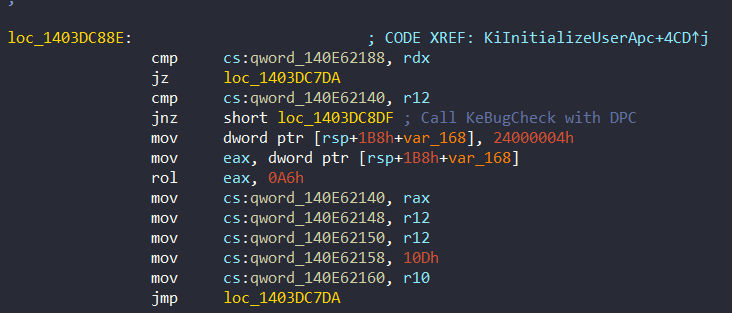 ;
loc_1403DC88E: ; CODE XREF: KiInitializeUserApc+4CD↑j
cmp cs:qword_140E62188, rdx
jz loc_1403DC7DA
cmp cs:qword_140E62140, r12
jnz short loc_1403DC8DF ; Call KeBugCheck with DPC
mov dword ptr [rsp+1B8h+var_168], 24000004h
mov eax, dword ptr [rsp+1B8h+var_168]
rol eax, 0A6h
mov cs:qword_140E62140, rax
mov cs:qword_140E62148, r12
mov cs:qword_140E62150, r12
mov cs:qword_140E62158, 10Dh
mov cs:qword_140E62160, r10
jmp loc_1403DC7DA